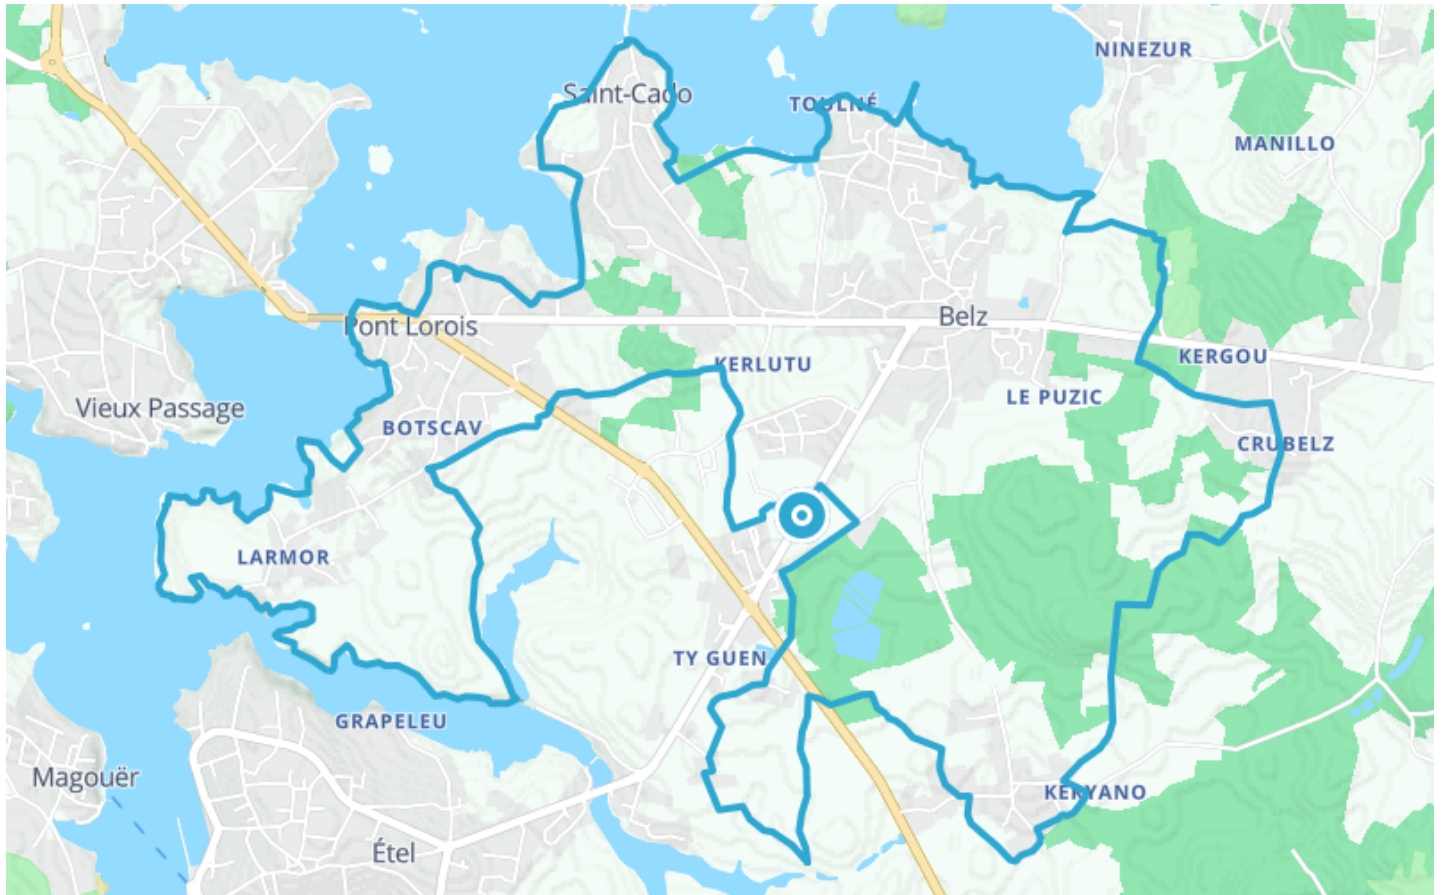 NINEZUR
Saint-Cado
TOULNÉ
MANILLO
Belz
Pont Lorois
KERGOU
KERLUTU
LE PUZIC
Vieux Passage
BOTSCAV
CRUBELZ
LARMOR
TY GUEN
GRAPELEU
Magouër
KERYANO
Étel